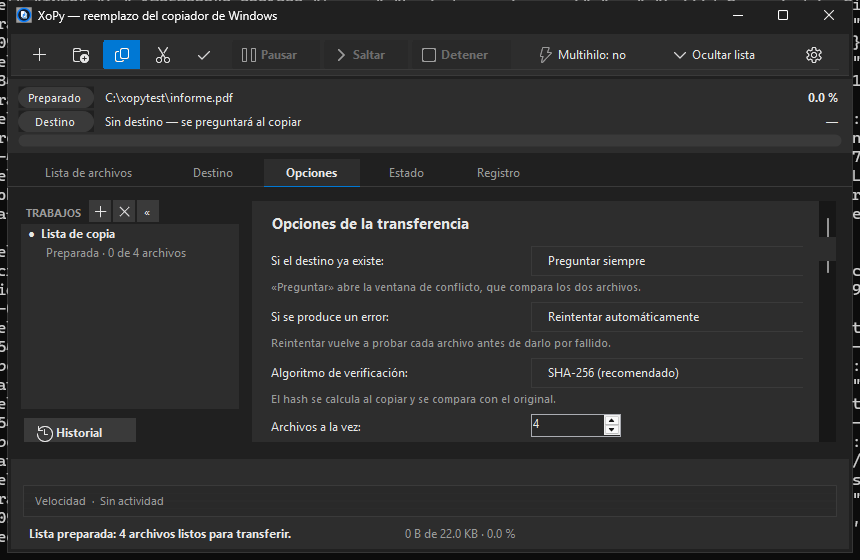 XoPy — reemplazo del copiador de Windows
Pausar
Saltar
Detener
Multihilo: no
Ocultar lista
Preparado C:\xopytest\informe.pdf 0.0 %
Destino Sin destino — se preguntará al copiar —
Lista de archivos Destino Opciones Estado Registro
TRABAJOS
«
• Lista de copia
Preparada · 0 de 4 archivos
Historial
Opciones de la transferencia
Si el destino ya existe: Preguntar siempre
«Preguntar» abre la ventana de conflicto, que compara los dos archivos.
Si se produce un error: Reintentar automáticamente
Reintentar vuelve a probar cada archivo antes de darlo por fallido.
Algoritmo de verificación: SHA-256 (recomendado)
El hash se calcula al copiar y se compara con el original.
Archivos a la vez: 4
Velocidad · Sin actividad
Lista preparada: 4 archivos listos para transferir. 0 B de 22.0 KB · 0.0 %